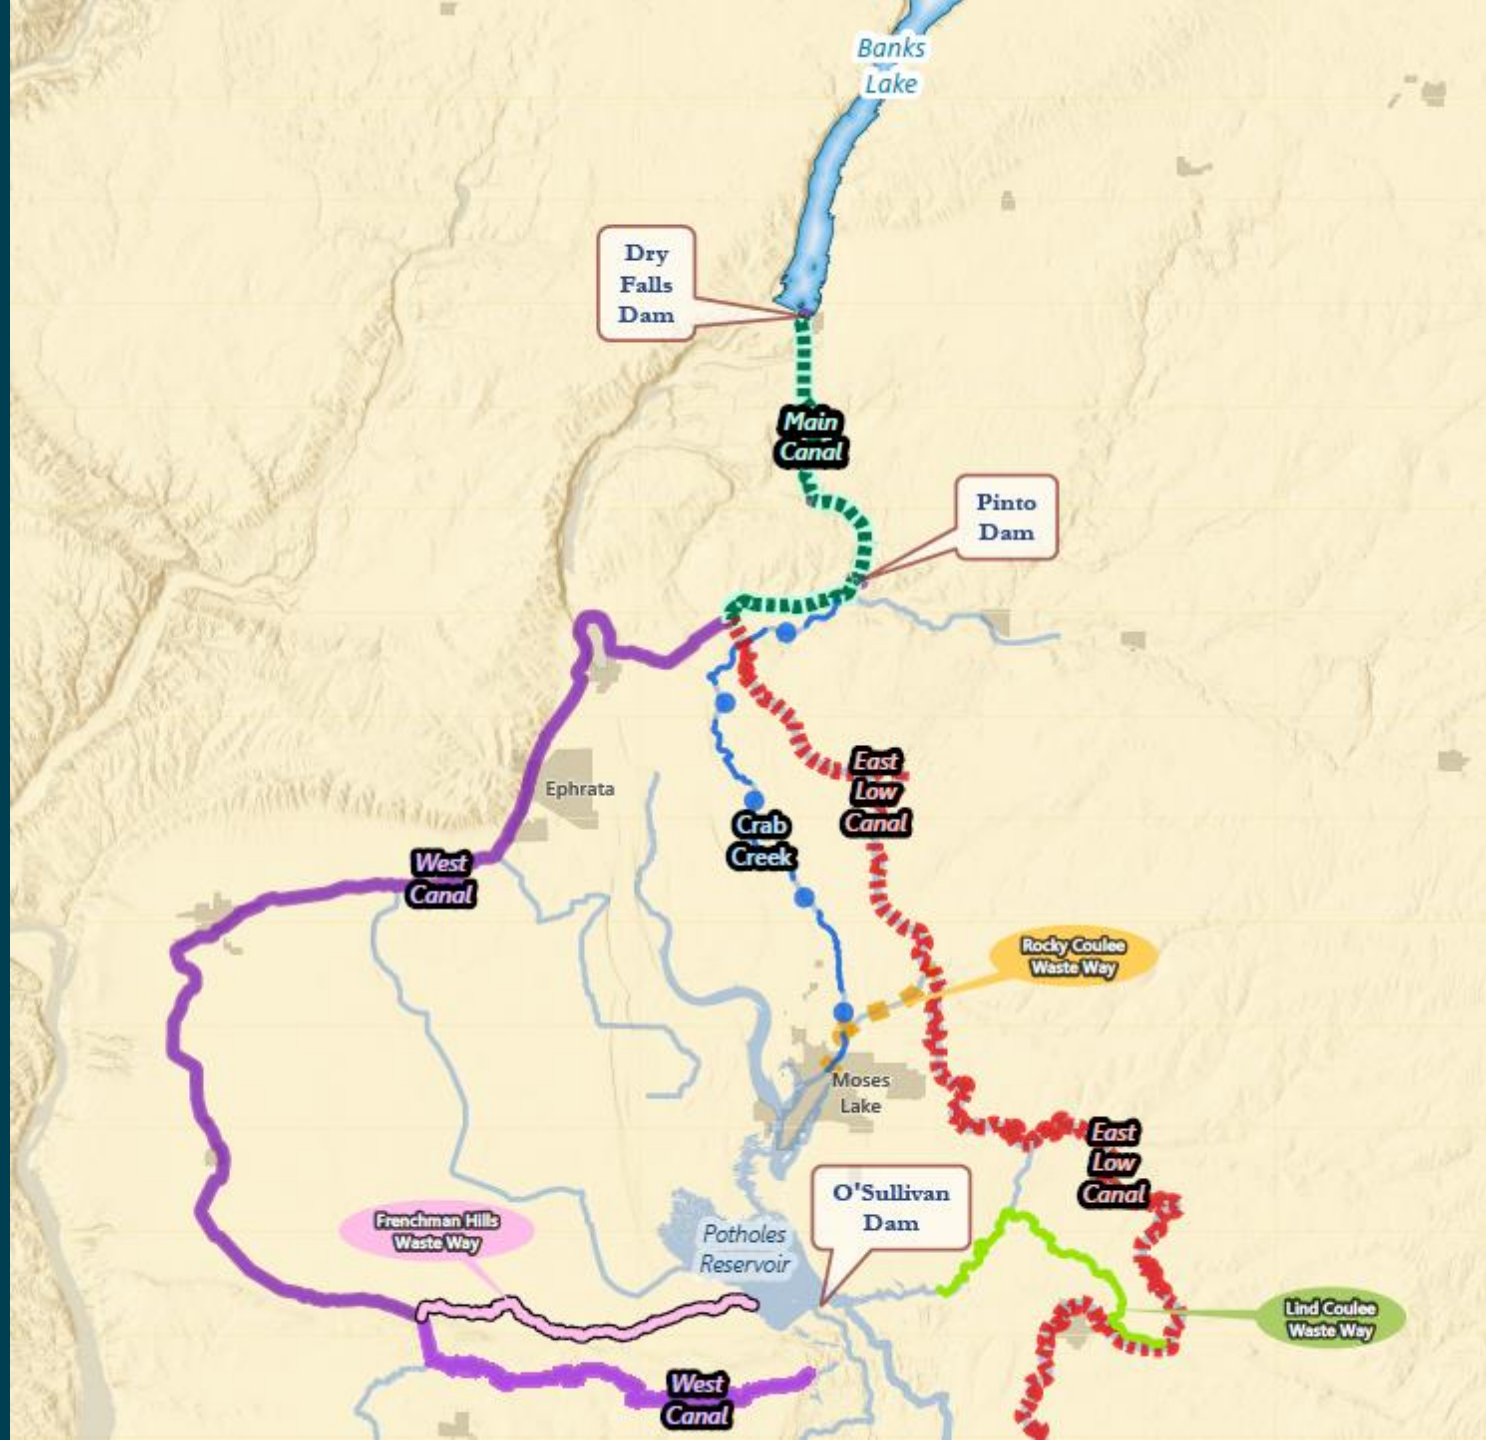 Banks
Lake
Dry
Falls
Dam
Main
Canal
Pinto
Dam
East
Low
Canal
Ephrata
Crab
Creek
West
Canal
Rocky Coulee
Waste Way
Moses
Lake
East
Low
Canal
O'Sullivan
Dam
Frenchman Hills
Waste Way
Potholes
Reservoir
Lind Coulee
Waste Way
West
Canal